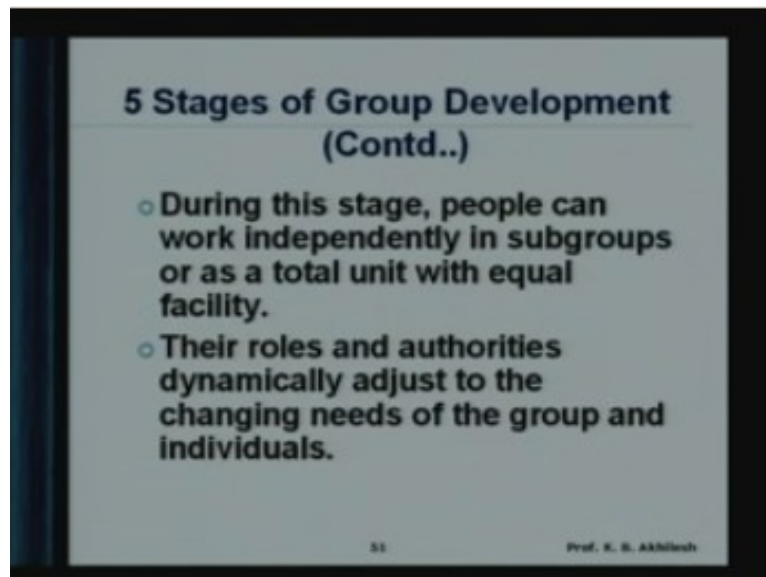 5 Stages of Group Development
(Contd..)
During this stage, people can
work independently in subgroups
or as a total unit with equal
facility.
Their roles and authorities
dynamically adjust to the
changing needs of the group and
individuals.
51 Prof. K. B. Akhilesh